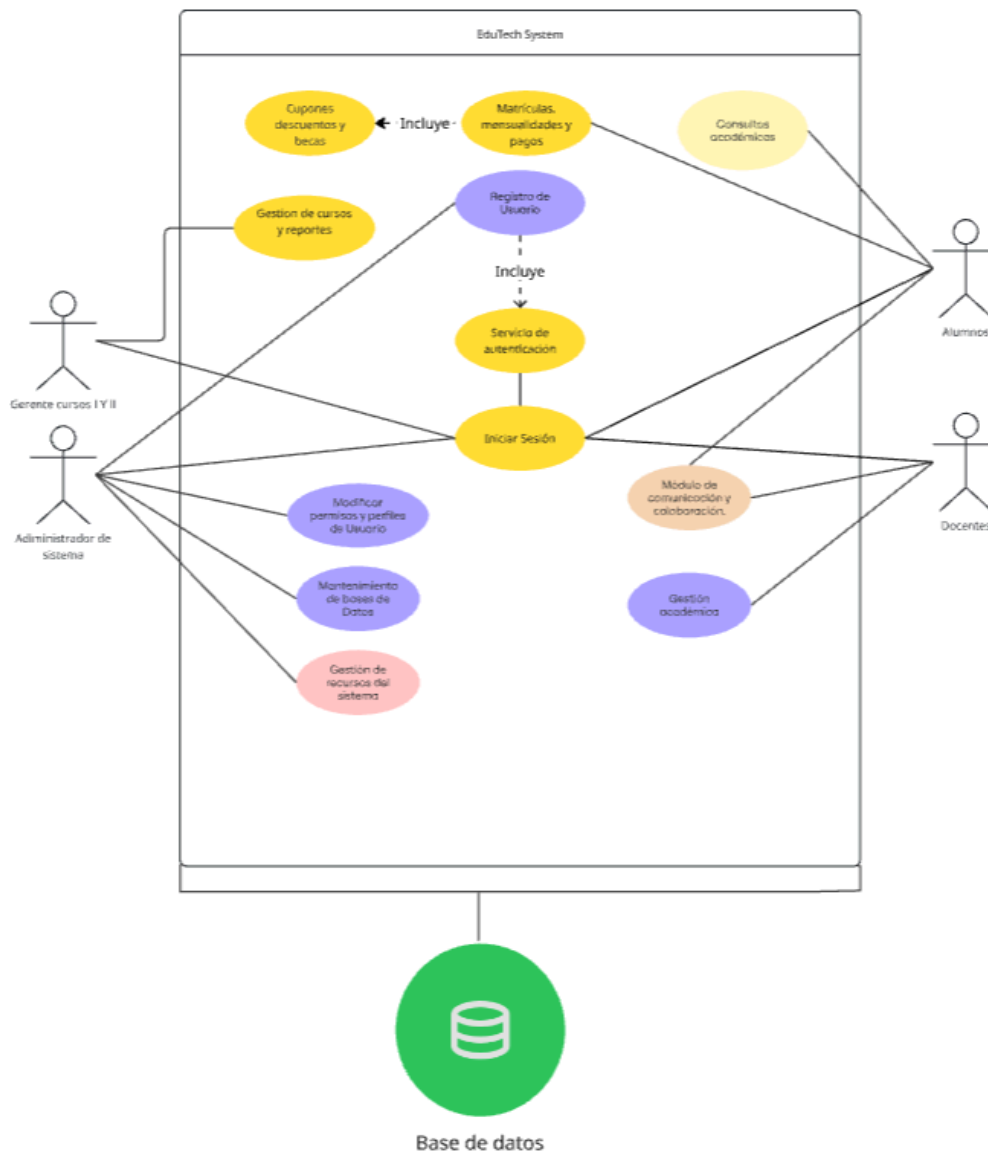 EduTech System
Cupones
descuentos y
becas
Incluye
Matrículas,
mensualidades y
pagos
Consultas
académicas
Registro de
Usuario
Gestion de cursos
y reportes
Incluye
Servicio de
autenticación
Alumnos
Gerente cursos I Y II
Iniciar Sesión
Módulo de
comunicación y
colaboración.
Modificar
permisos y perfiles
de Usuario
Administrador de
sistema
Docentes
Mantenimiento
de bases de
Datos
Gestión
académica
Gestión de
recursos del
sistema
Base de datos